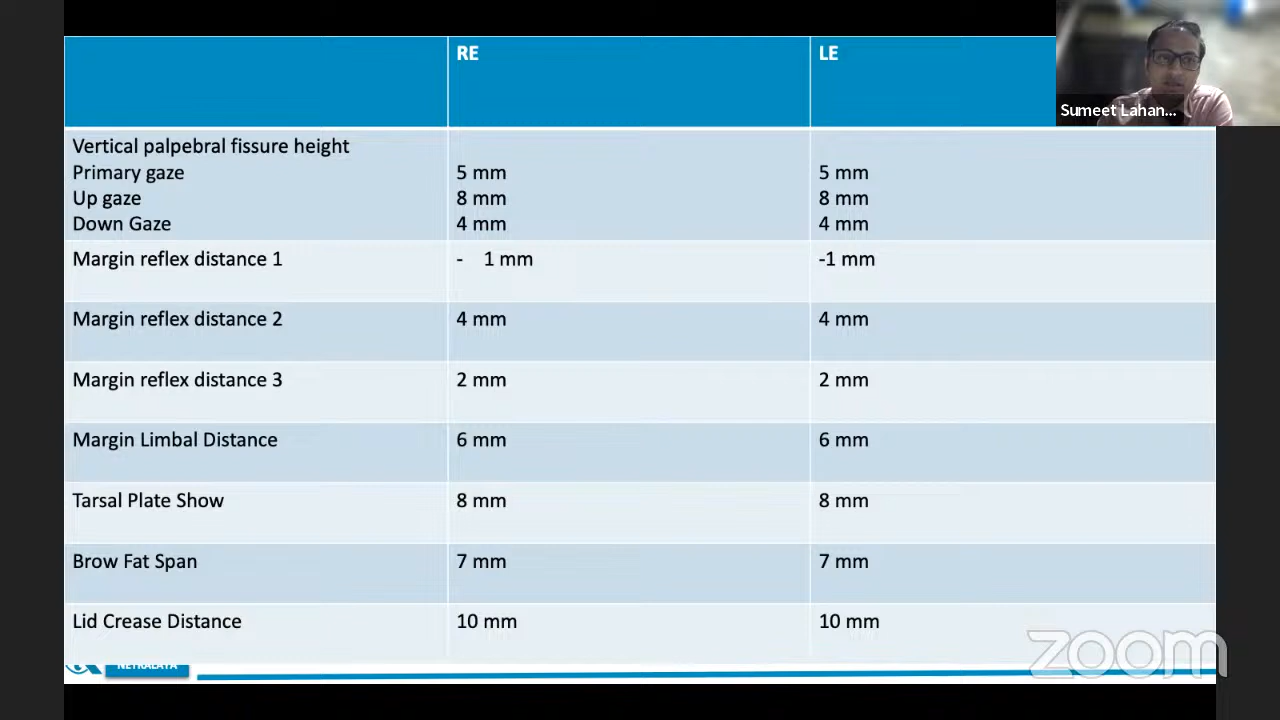 RE LE
Sumeet Lahan...
Vertical palpebral fissure height
Primary gaze 5 mm 5 mm
Up gaze 8 mm 8 mm
Down Gaze 4 mm 4 mm
Margin reflex distance 1 - 1 mm -1 mm
Margin reflex distance 2 4 mm 4 mm
Margin reflex distance 3 2 mm 2 mm
Margin Limbal Distance 6 mm 6 mm
Tarsal Plate Show 8 mm 8 mm
Brow Fat Span 7 mm 7 mm
Lid Crease Distance 10 mm 10 mm
zoom
NETRALAYA